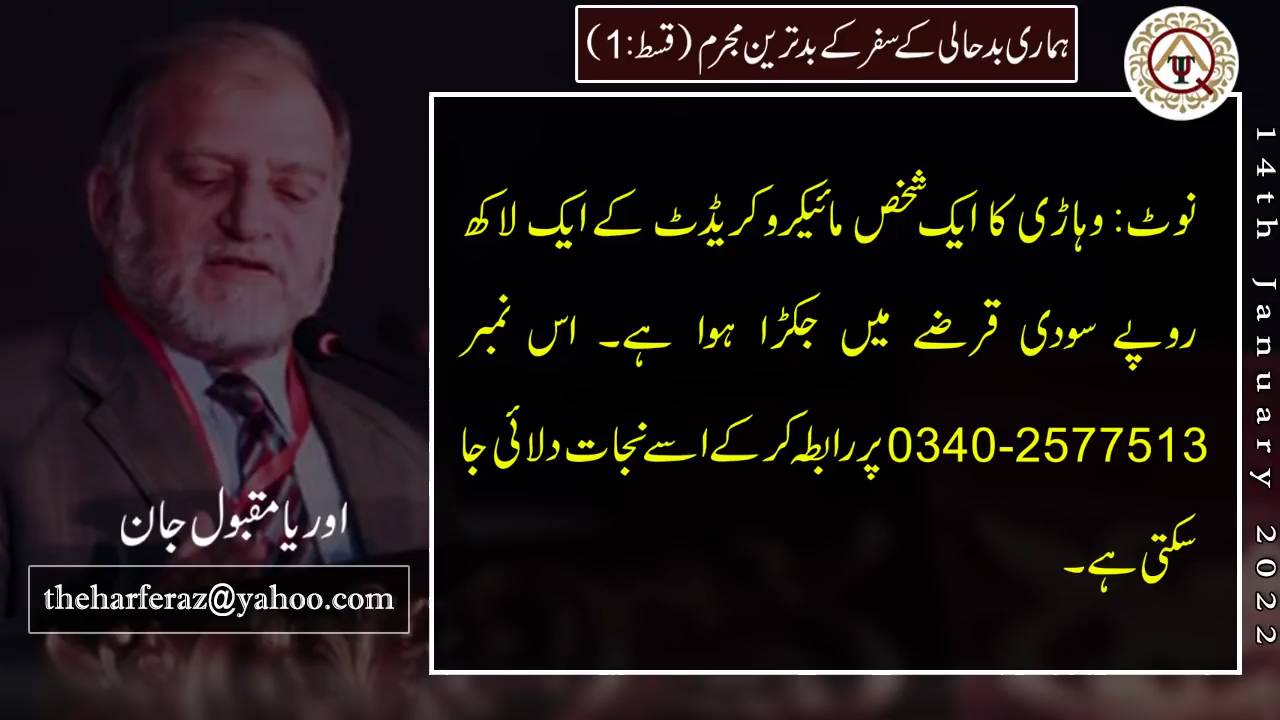 ہماری بدحالی کے سفر کے بدترین مجرم (قسط:1)
نوٹ: وہاڑی کا ایک شخص مائیکرو کریڈٹ کے ایک لاکھ
روپے سودی قرضے میں جکڑا ہوا ہے۔ اس نمبر
0340-2577513 پر رابطہ کر کے اسے نجات دلائی جا
سکتی ہے۔
اوریا مقبول جان
theharferaz@yahoo.com
14th January 2022